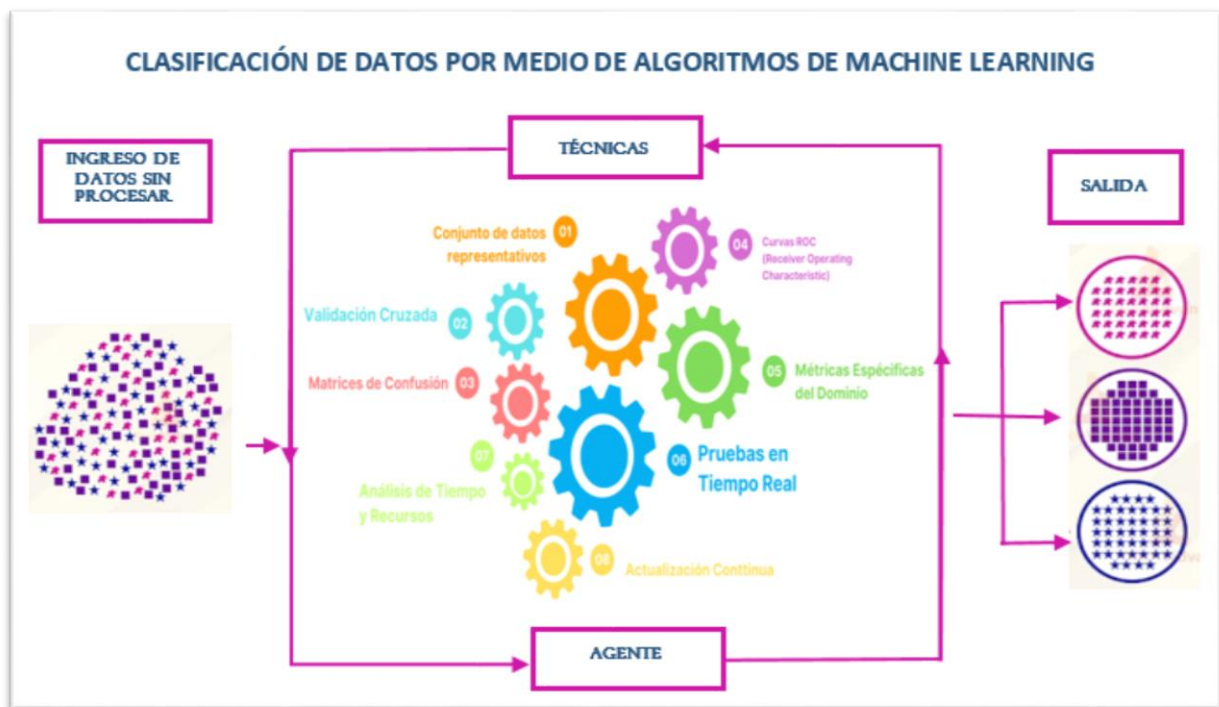 CLASIFICACIÓN DE DATOS POR MEDIO DE ALGORITMOS DE MACHINE LEARNING
INGRESO DE
DATOS SIN
PROCESAR
TÉCNICAS
SALIDA
Conjunto de datos
representativos
01
Validación Cruzada
02
Matrices de Confusión
03
04
Curvas ROC
(Receiver Operating
Characteristic)
05
Métricas Espécificas
del Dominio
06
Pruebas en
Tiempo Real
07
Análisis de Tiempo
y Recursos
08
Actualización Conttinua
AGENTE